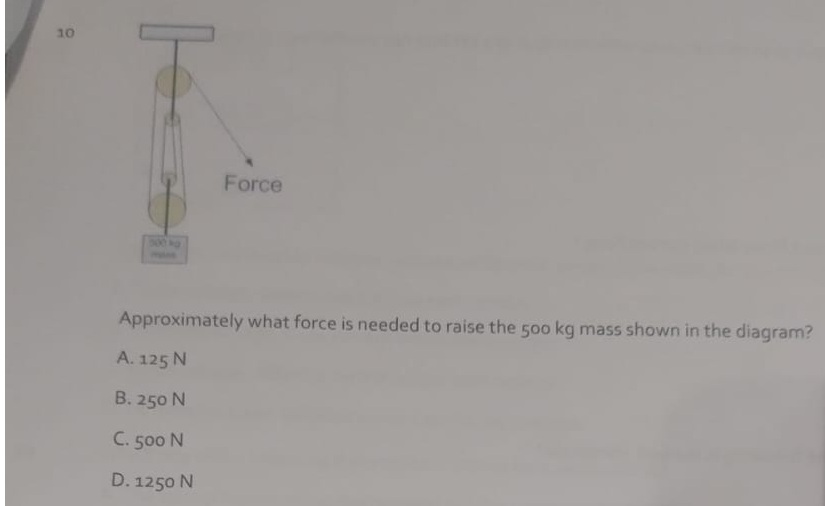 10
Force
500 kg
mass
Approximately what force is needed to raise the 500 kg mass shown in the diagram?
A. 125 N
B. 250 N
C. 500 N
D. 1250 N